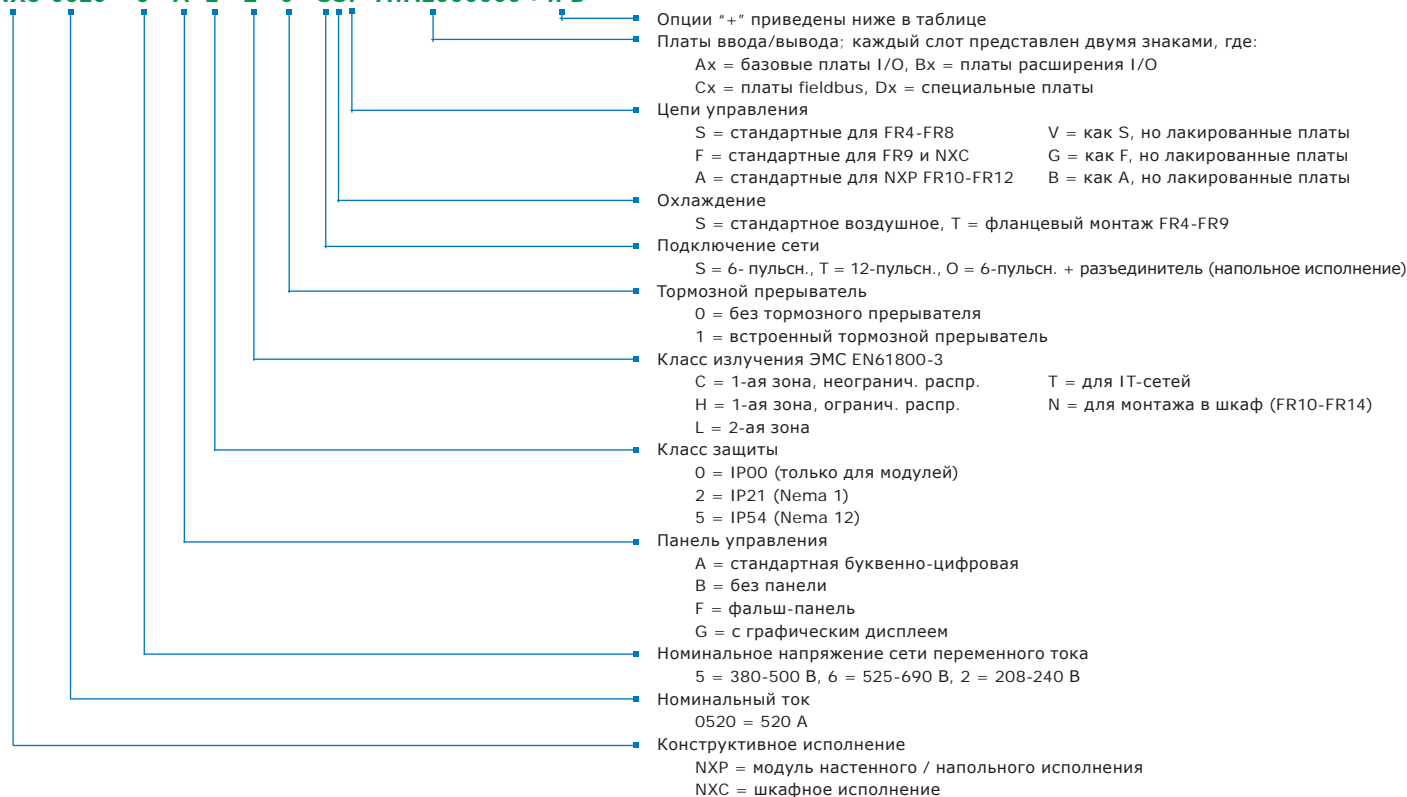 Опции “+” приведены ниже в таблице
Платы ввода/вывода; каждый слот представлен двумя знаками, где:
Ax = базовые платы I/O, Bx = платы расширения I/O
Cx = платы fieldbus, Dx = специальные платы
Цепи управления
S = стандартные для FR4-FR8 V = как S, но лакированные платы
F = стандартные для FR9 и NXC G = как F, но лакированные платы
A = стандартные для NXP FR10-FR12 B = как A, но лакированные платы
Охлаждение
S = стандартное воздушное, T = фланцевый монтаж FR4-FR9
Подключение сети
S = 6- пульсн., T = 12-пульсн., O = 6-пульсн. + разъединитель (напольное исполнение)
Тормозной прерыватель
0 = без тормозного прерывателя
1 = встроенный тормозной прерыватель
Класс излучения ЭМС EN61800-3
C = 1-ая зона, неогранич. распр. T = для IT-сетей
H = 1-ая зона, огранич. распр. N = для монтажа в шкаф (FR10-FR14)
L = 2-ая зона
Класс защиты
0 = IP00 (только для модулей)
2 = IP21 (Nema 1)
5 = IP54 (Nema 12)
Панель управления
A = стандартная буквенно-цифровая
B = без панели
F = фальш-панель
G = с графическим дисплеем
Номинальное напряжение сети переменного тока
5 = 380-500 В, 6 = 525-690 В, 2 = 208-240 В
Номинальный ток
0520 = 520 А
Конструктивное исполнение
NXP = модуль настенного / напольного исполнения
NXC = шкафное исполнение